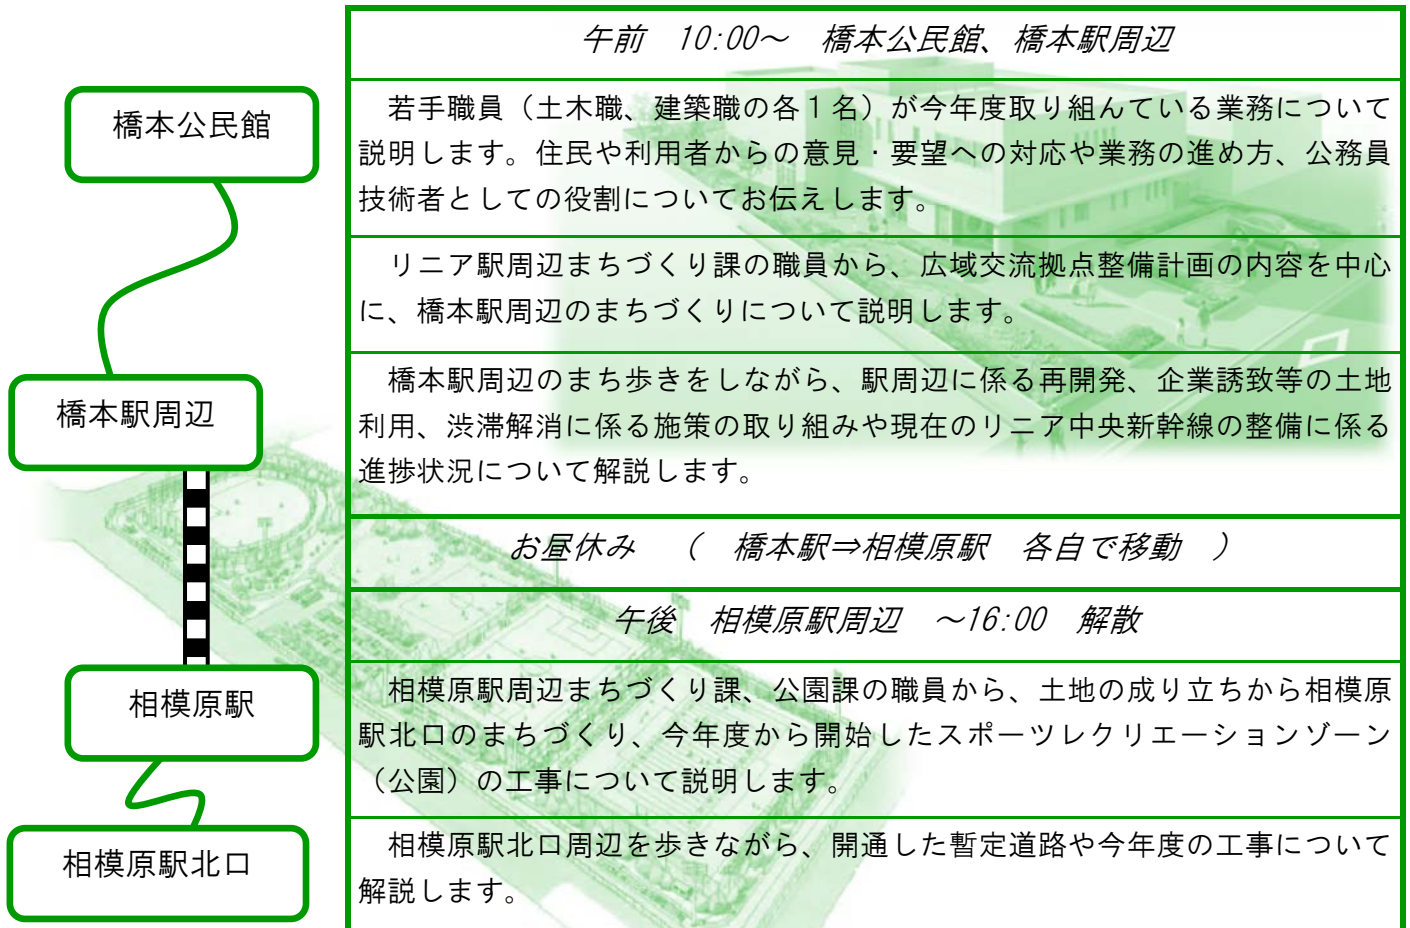 午前 10:00～ 橋本公民館、橋本駅周辺
橋本公民館
若手職員（土木職、建築職の各１名）が今年度取り組んでいる業務について
説明します。住民や利用者からの意見・要望への対応や業務の進め方、公務員
技術者としての役割についてお伝えします。
リニア駅周辺まちづくり課の職員から、広域交流拠点整備計画の内容を中心
に、橋本駅周辺のまちづくりについて説明します。
橋本駅周辺
橋本駅周辺のまち歩きをしながら、駅周辺に係る再開発、企業誘致等の土地
利用、渋滞解消に係る施策の取り組みや現在のリニア中央新幹線の整備に係る
進捗状況について解説します。
お昼休み （ 橋本駅⇒相模原駅 各自で移動 ）
午後 相模原駅周辺 ～16:00 解散
相模原駅
相模原駅周辺まちづくり課、公園課の職員から、土地の成り立ちから相模原
駅北口のまちづくり、今年度から開始したスポーツレクリエーションゾーン
（公園）の工事について説明します。
相模原駅北口
相模原駅北口周辺を歩きながら、開通した暫定道路や今年度の工事について
解説します。